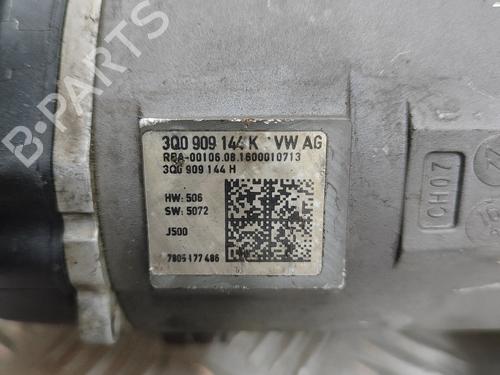 3Q0 909 144 K VW AG
RBA-00106.08.1600010713
3Q0 909 144 H
HW: 506
SW: 5072
J500
7805 177 486
CH07
B-PARTS